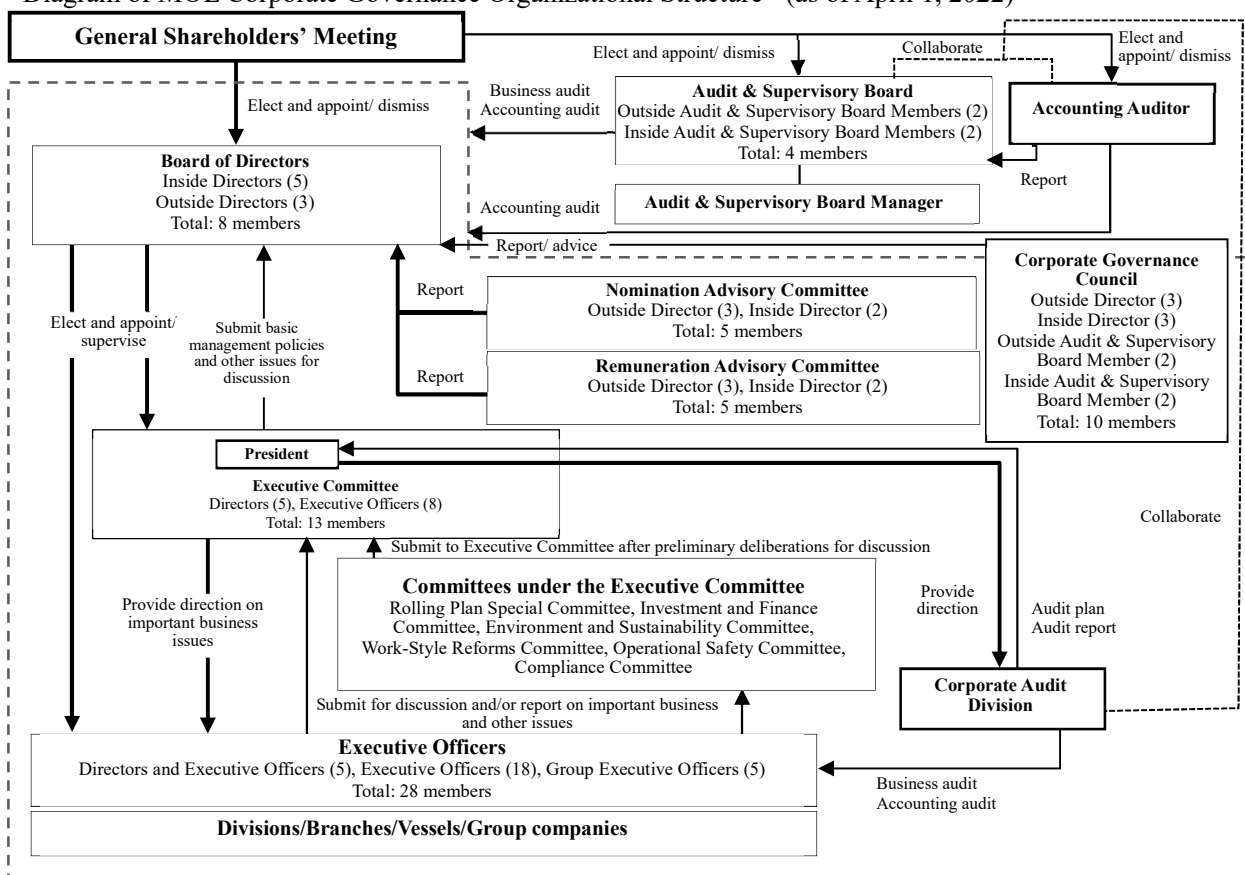 Diagram of MOL Corporate Governance Organizational Structure (as of April 1, 2022)
General Shareholders’ Meeting
Elect and appoint/ dismiss
Collaborate
Elect and
appoint/ dismiss
Elect and appoint/ dismiss
Business audit
Accounting audit
Audit & Supervisory Board
Outside Audit & Supervisory Board Members (2)
Inside Audit & Supervisory Board Members (2)
Total: 4 members
Accounting Auditor
Report
Board of Directors
Inside Directors (5)
Outside Directors (3)
Total: 8 members
Accounting audit
Audit & Supervisory Board Manager
Report/ advice
Corporate Governance
Council
Outside Director (3)
Inside Director (3)
Outside Audit & Supervisory
Board Member (2)
Inside Audit & Supervisory
Board Member (2)
Total: 10 members
Report
Nomination Advisory Committee
Outside Director (3), Inside Director (2)
Total: 5 members
Elect and appoint/
supervise
Submit basic
management policies
and other issues for
discussion
Report
Remuneration Advisory Committee
Outside Director (3), Inside Director (2)
Total: 5 members
President
Executive Committee
Directors (5), Executive Officers (8)
Total: 13 members
Collaborate
Submit to Executive Committee after preliminary deliberations for discussion
Provide direction on
important business
issues
Committees under the Executive Committee
Rolling Plan Special Committee, Investment and Finance
Committee, Environment and Sustainability Committee,
Work-Style Reforms Committee, Operational Safety Committee,
Compliance Committee
Provide
direction
Audit plan
Audit report
Corporate Audit
Division
Submit for discussion and/or report on important business
and other issues
Executive Officers
Directors and Executive Officers (5), Executive Officers (18), Group Executive Officers (5)
Total: 28 members
Business audit
Accounting audit
Divisions/Branches/Vessels/Group companies